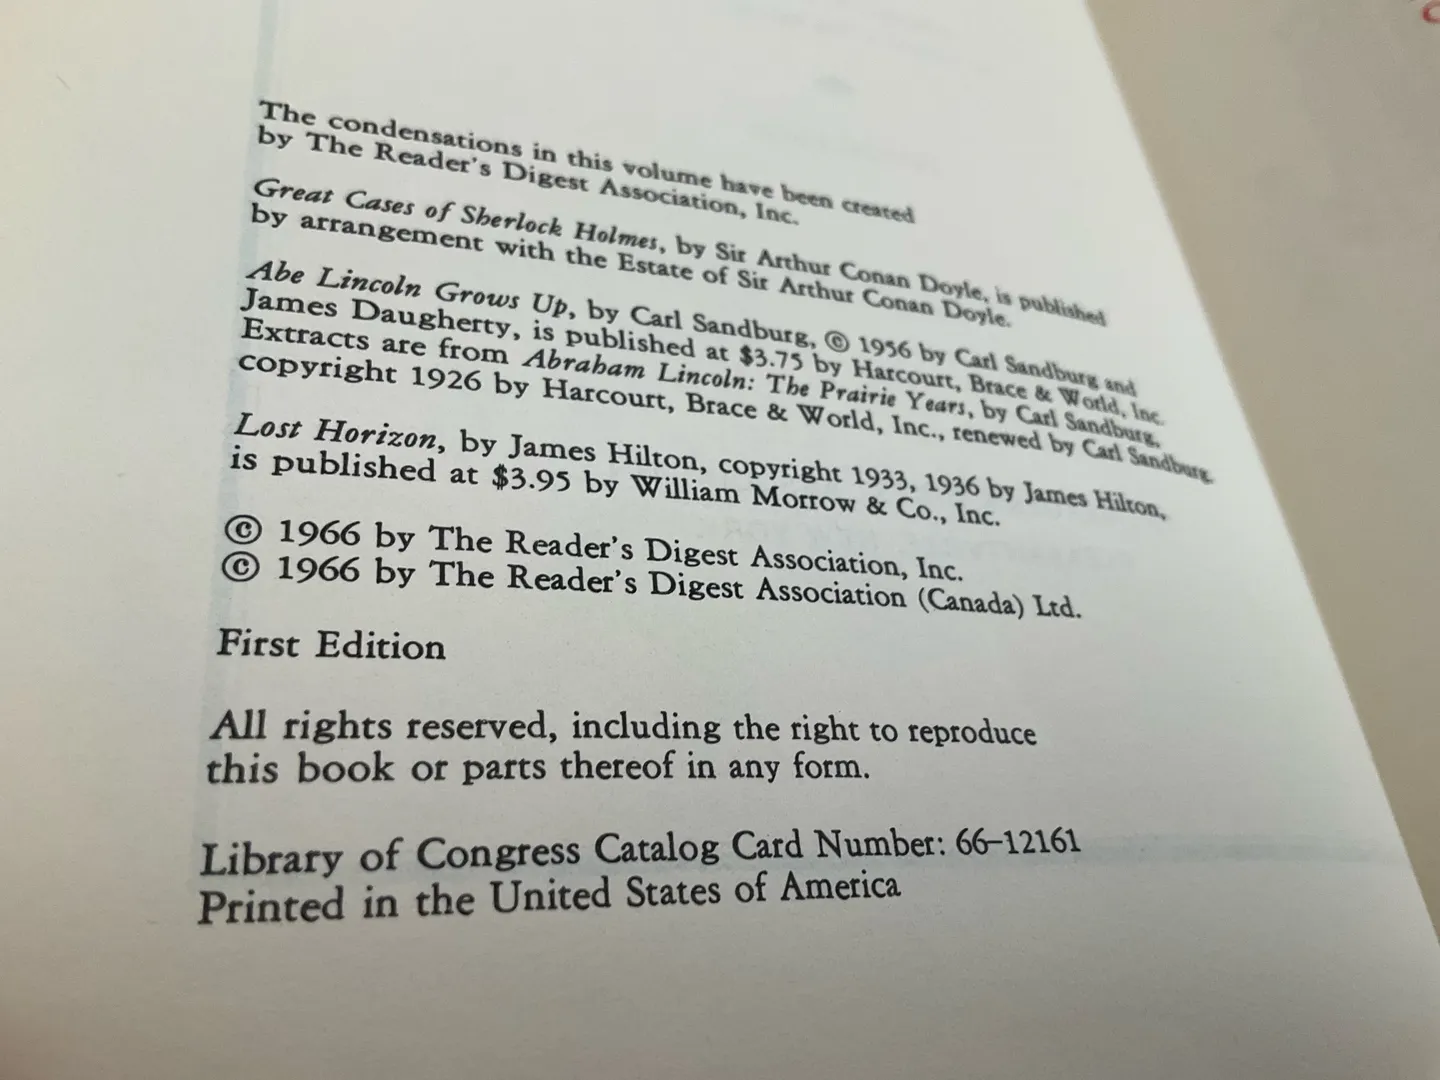 The condensations in this volume have been created
by The Reader's Digest Association, Inc.
Great Cases of Sherlock Holmes, by Sir Arthur Conan Doyle, is published
by arrangement with the Estate of Sir Arthur Conan Doyle.
Abe Lincoln Grows Up, by Carl Sandburg, © 1956 by Carl Sandburg and
James Daugherty, is published at $3.75 by Harcourt, Brace & World, Inc.
Extracts are from Abraham Lincoln: The Prairie Years, by Carl Sandburg,
copyright 1926 by Harcourt, Brace & World, Inc., renewed by Carl Sandburg.
Lost Horizon, by James Hilton, copyright 1933, 1936 by James Hilton,
is published at $3.95 by William Morrow & Co., Inc.
© 1966 by The Reader's Digest Association, Inc.
© 1966 by The Reader's Digest Association (Canada) Ltd.
First Edition
All rights reserved, including the right to reproduce
this book or parts thereof in any form.
Library of Congress Catalog Card Number: 66–12161
Printed in the United States of America